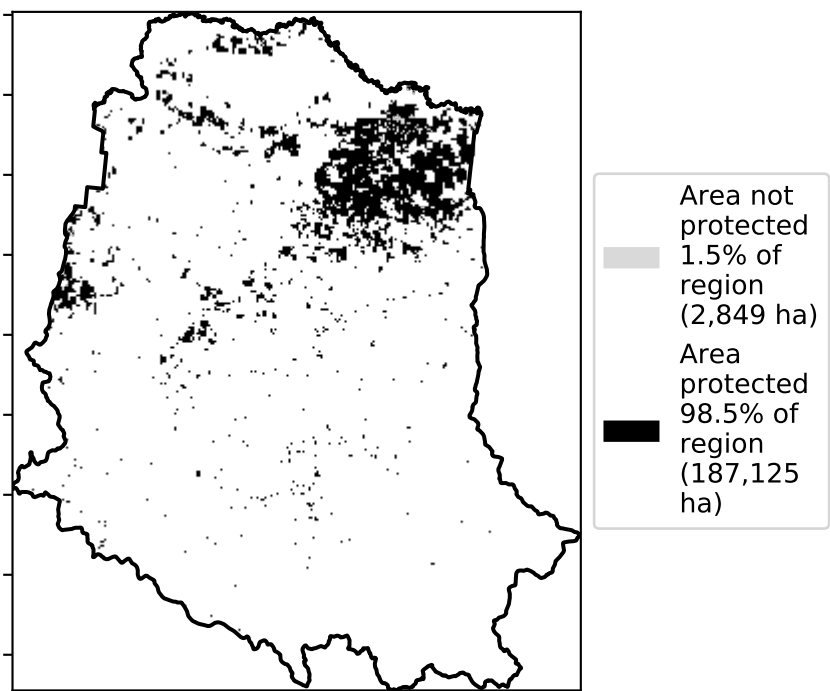 Area not
protected
1.5% of
region
(2,849 ha)
Area
protected
98.5% of
region
(187,125
ha)